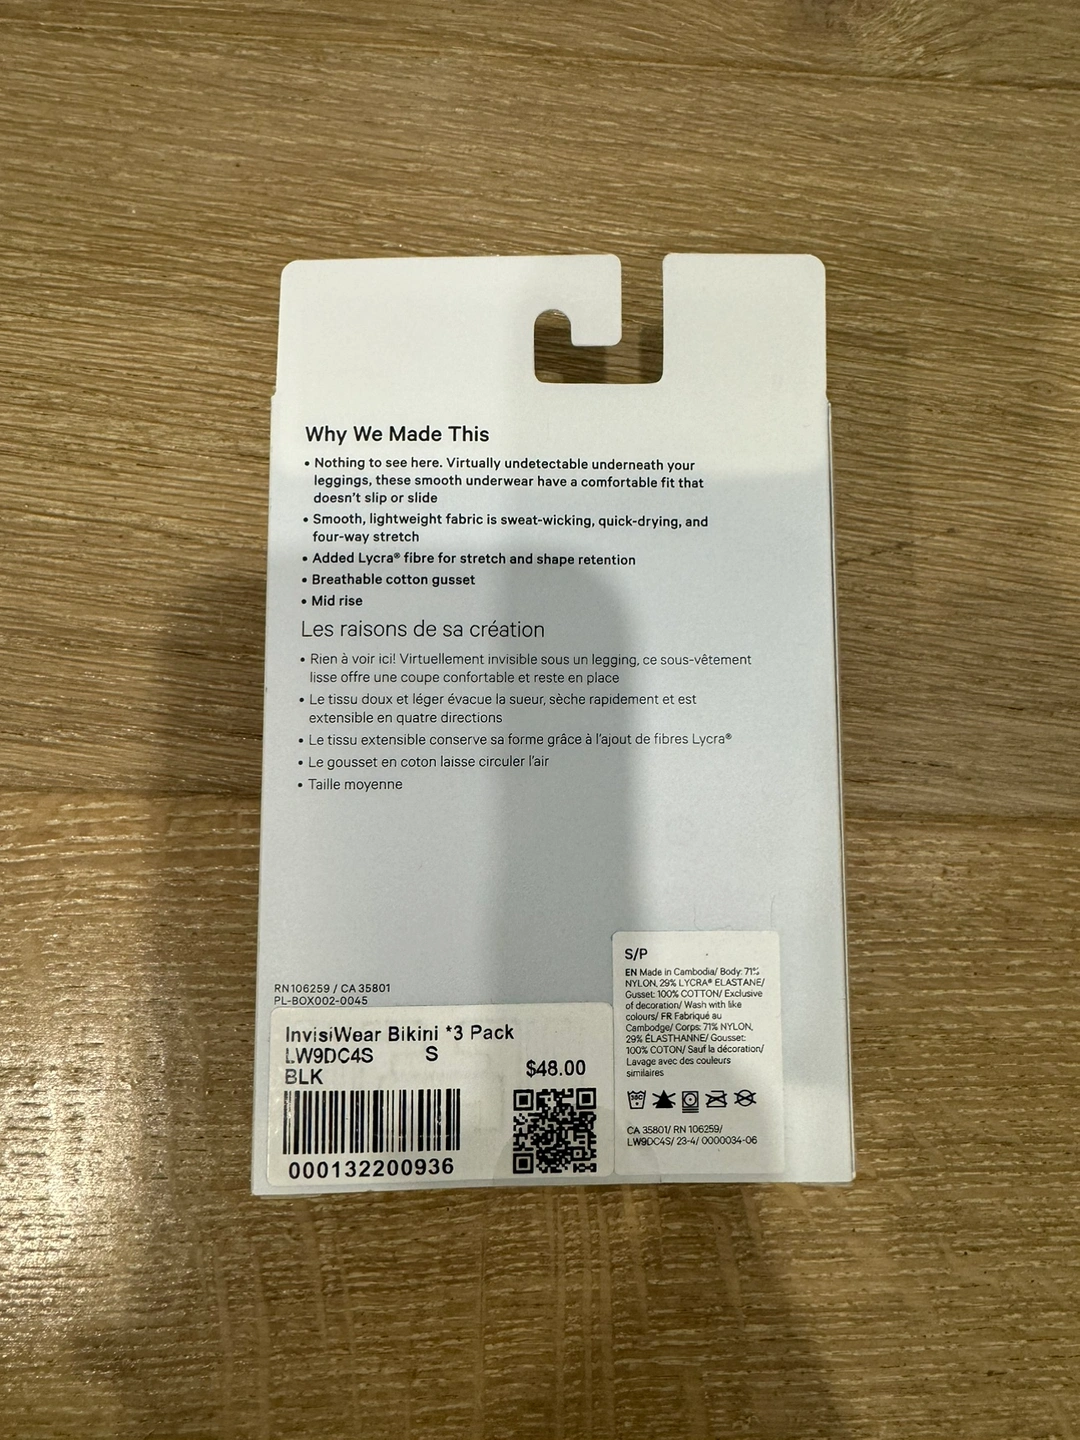 Why We Made This
• Nothing to see here. Virtually undetectable underneath your
leggings, these smooth underwear have a comfortable fit that
doesn't slip or slide
• Smooth, lightweight fabric is sweat-wicking, quick-drying, and
four-way stretch
• Added Lycra® fibre for stretch and shape retention
• Breathable cotton gusset
• Mid rise
Les raisons de sa création
• Rien à voir ici! Virtuellement invisible sous un legging, ce sous-vêtement
lisse offre une coupe confortable et reste en place
• Le tissu doux et léger évacue la sueur, sèche rapidement et est
extensible en quatre directions
• Le tissu extensible conserve sa forme grâce à l'ajout de fibres Lycra®
• Le gousset en coton laisse circuler l'air
• Taille moyenne
RN106259 / CA 35801
PL-BOX002-0045
InvisiWear Bikini *3 Pack
LW9DC4S S
BLK
$48.00
000132200936
S/P
EN Made in Cambodia/ Body: 71%
NYLON, 29% LYCRA® ELASTANE/
Gusset: 100% COTTON/ Exclusive
of decoration/ Wash with like
colours/ FR Fabriqué au
Cambodge/ Corps: 71% NYLON,
29% ÉLASTHANNE/ Gousset:
100% COTON/ Sauf la décoration/
Lavage avec des couleurs
similaires
30C
CA 35801/ RN 106259/
LW9DC4S/ 23-4/ 0000034-06